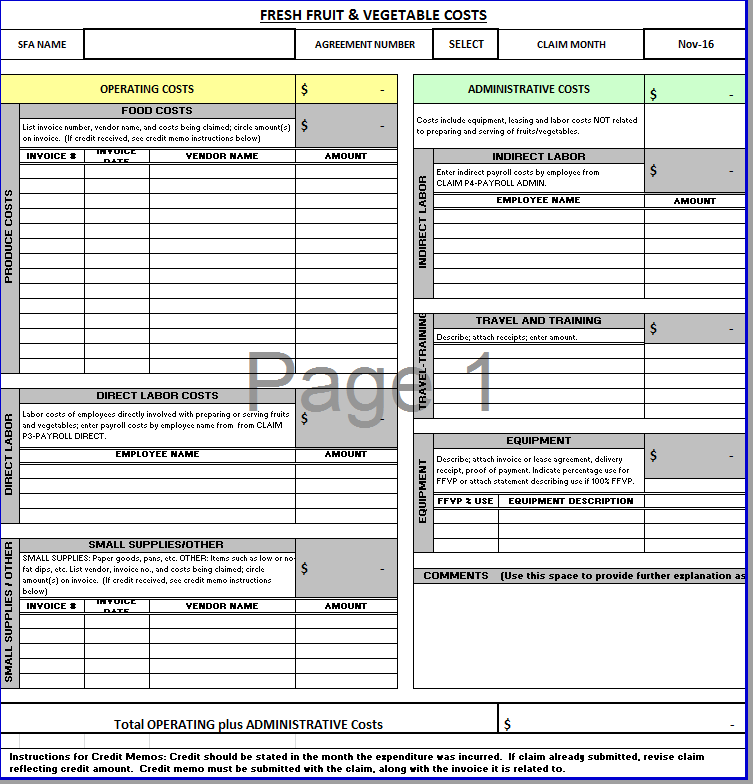 FRESH FRUIT & VEGETABLE COSTS
SFA NAME
AGREEMENT NUMBER
SELECT
CLAIM MONTH
Nov-16
OPERATING COSTS
$ -
PRODUCE COSTS
FOOD COSTS
List invoice number, vendor name, and costs being claimed; circle amount(s)
on invoice. (If credit received, see credit memo instructions
below)
$ -
INVOICE # INVOICE DATE VENDOR NAME AMOUNT
DIRECT LABOR
DIRECT LABOR COSTS
Labor costs of employees directly involved with preparing or serving fruits
and vegetables; enter payroll costs by employee name from from CLAIM
P3-PAYROLL DIRECT.
$ -
EMPLOYEE NAME AMOUNT
SMALL SUPPLIES / OTHER
SMALL SUPPLIES/OTHER
SMALL SUPPLIES: Paper goods, pans, etc. OTHER: Items such as low or no
fat dips, etc. List vendor, invoice no., and costs being claimed; circle
amount(s) on invoice. (If credit received, see credit memo instructions
below)
$ -
INVOICE # INVOICE DATE VENDOR NAME AMOUNT
ADMINISTRATIVE COSTS
$ -
Costs include equipment, leasing and labor costs NOT related
to preparing and serving of fruits/vegetables.
INDIRECT LABOR
INDIRECT LABOR
Enter indirect payroll costs by employee from
CLAIM P4-PAYROLL ADMIN.
$ -
EMPLOYEE NAME AMOUNT
TRAVEL-TRAINING
TRAVEL AND TRAINING
Describe; attach receipts; enter amount.
$ -
EQUIPMENT
EQUIPMENT
Describe; attach invoice or lease agreement, delivery
receipt, proof of payment. Indicate percentage use for
FFVP or attach statement describing use if 100% FFVP.
$ -
FFVP % USE EQUIPMENT DESCRIPTION
COMMENTS (Use this space to provide further explanation as
Page 1
Total OPERATING plus ADMINISTRATIVE Costs
$ -
Instructions for Credit Memos: Credit should be stated in the month the expenditure was incurred. If claim already submitted, revise claim
reflecting credit amount. Credit memo must be submitted with the claim, along with the invoice it is related to.